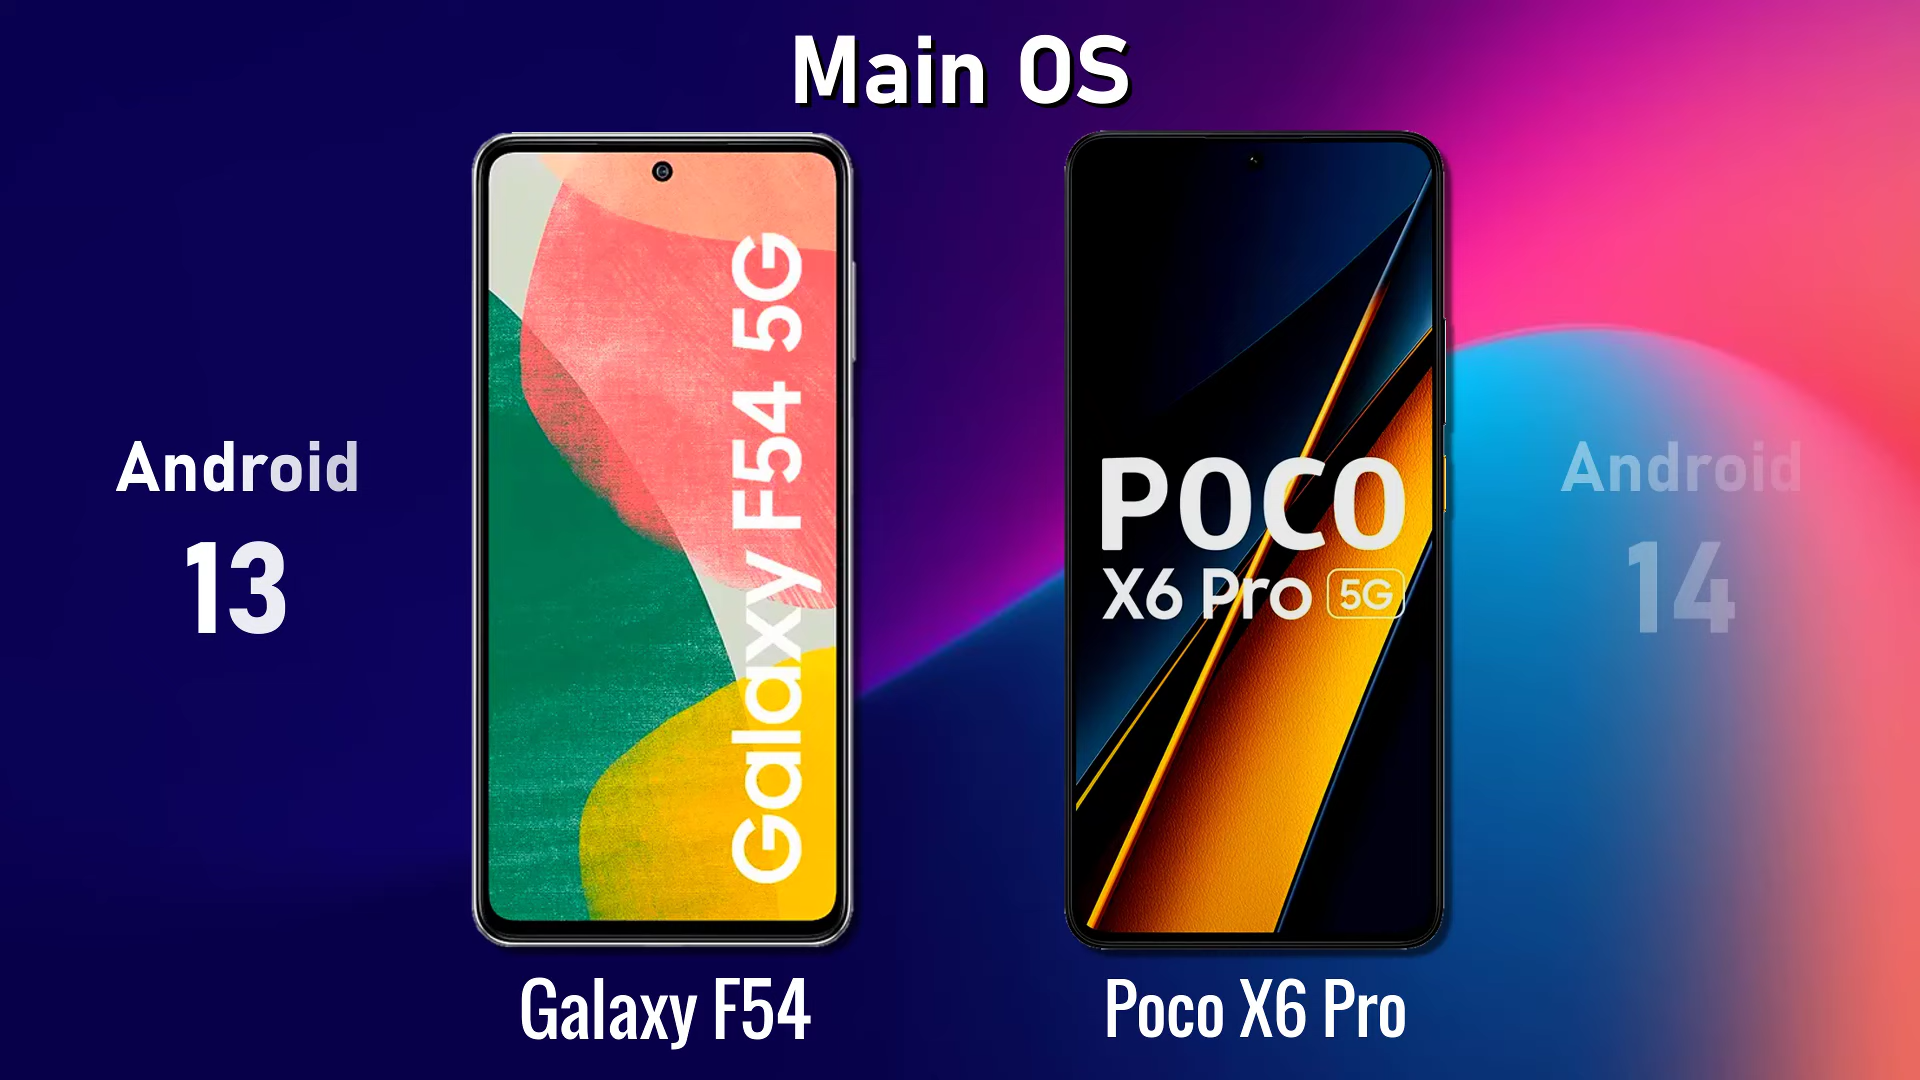 Main OS
Android
13
Galaxy F54 5G
POCO
X6 Pro 5G
Android
14
Galaxy F54
Poco X6 Pro